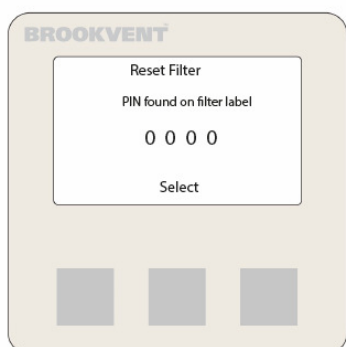 BROOKVENT
Reset Filter
PIN found on filter label
0 0 0 0
Select